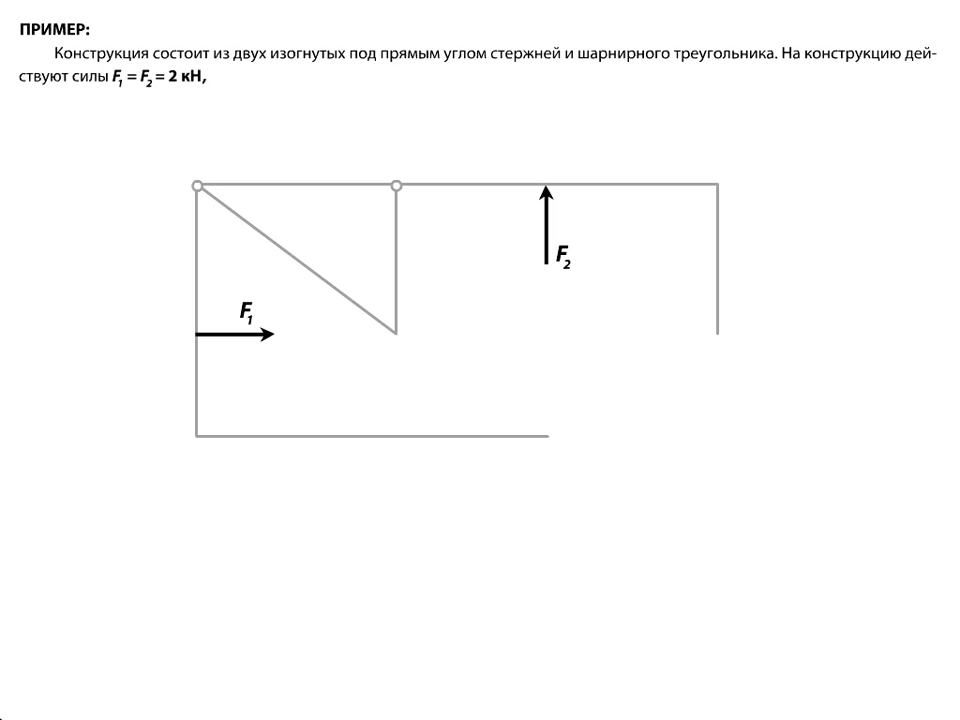 ПРИМЕР:
Конструкция состоит из двух изогнутых под прямым углом стержней и шарнирного треугольника. На конструкцию дей-
ствуют силы F1 = F2 = 2 кН,
F2
F1